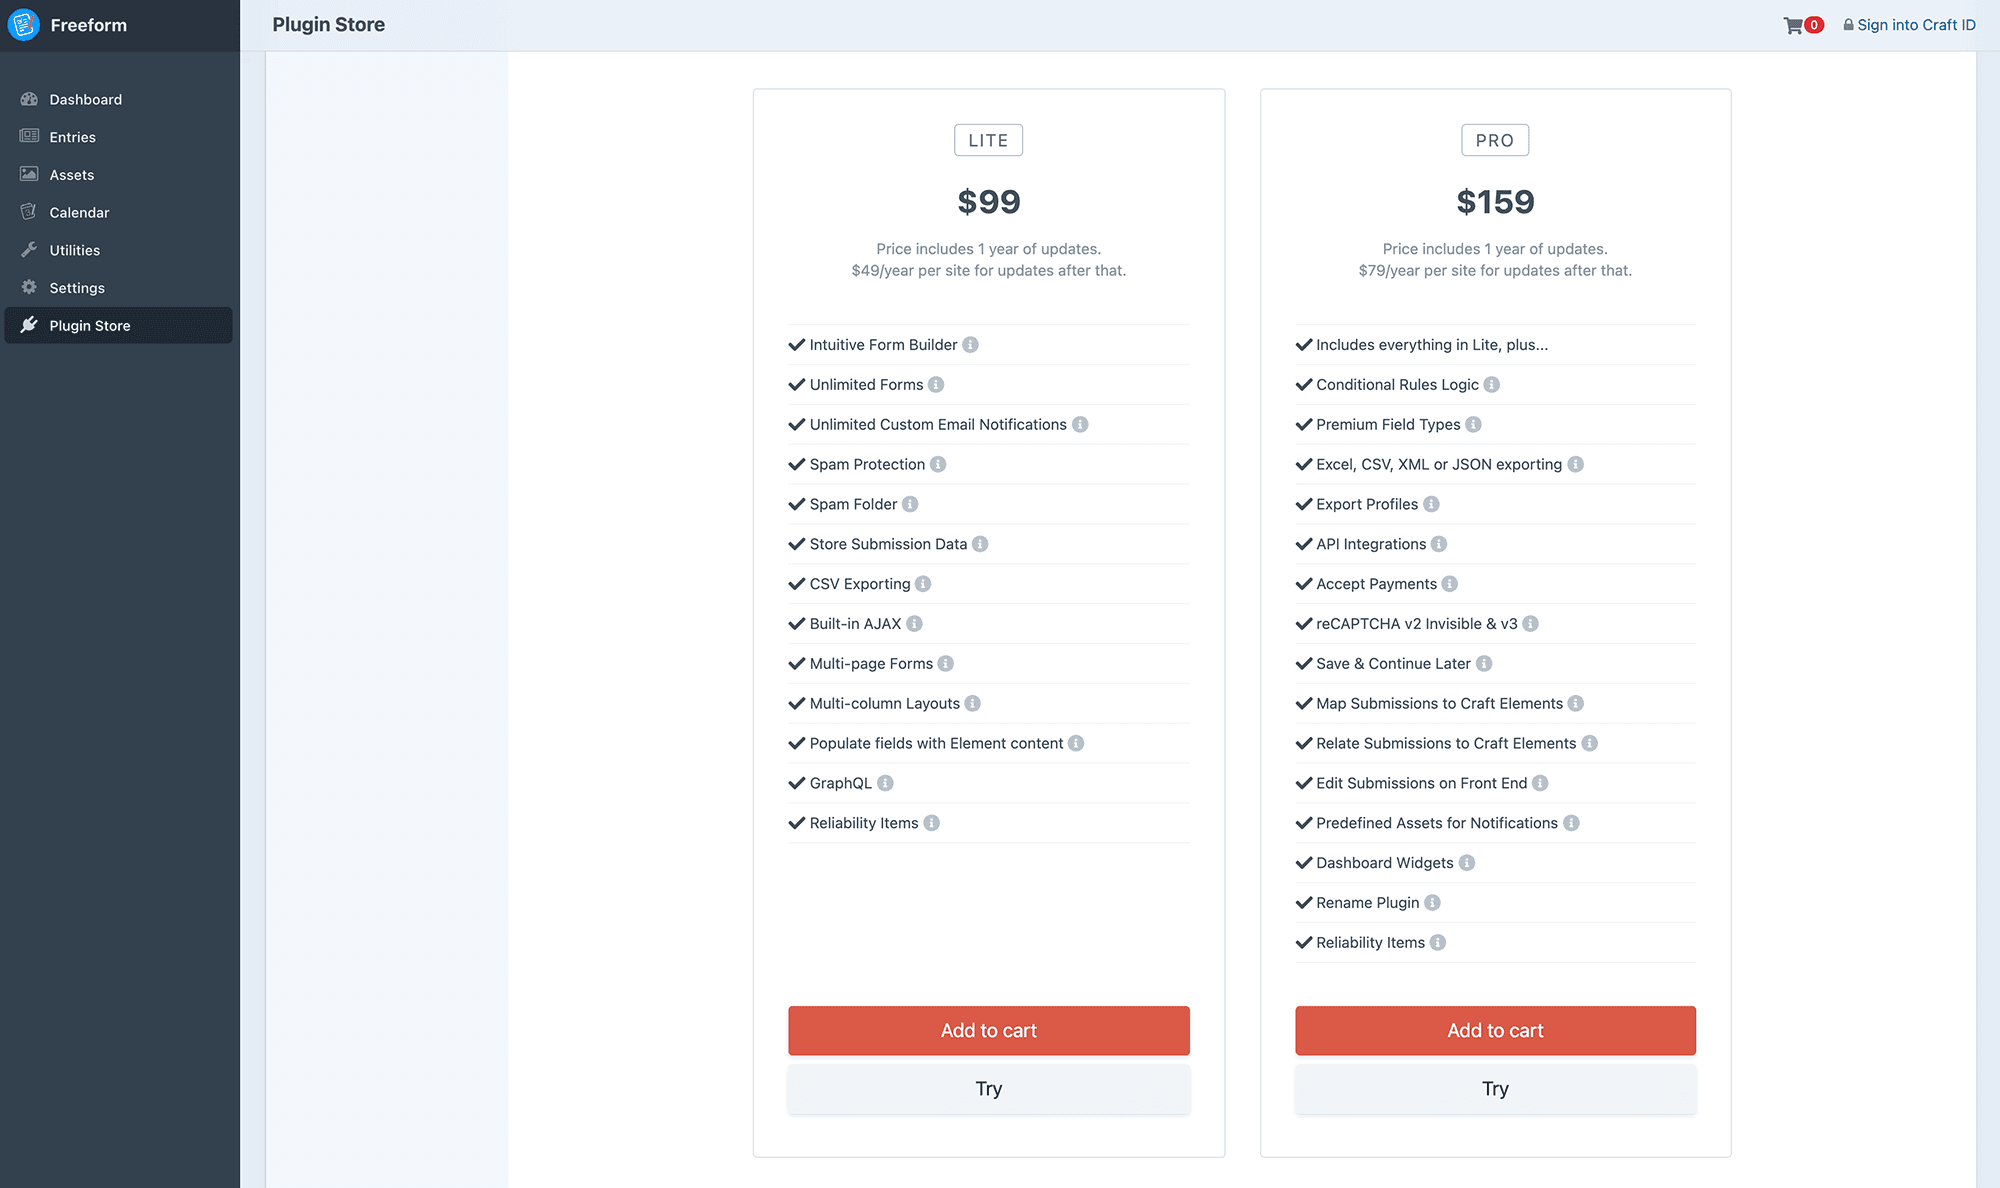 Freeform
Plugin Store
0
Sign into Craft ID
Dashboard
Entries
Assets
Calendar
Utilities
Settings
Plugin Store
LITE
$99
Price includes 1 year of updates.
$49/year per site for updates after that.
Intuitive Form Builder
Unlimited Forms
Unlimited Custom Email Notifications
Spam Protection
Spam Folder
Store Submission Data
CSV Exporting
Built-in AJAX
Multi-page Forms
Multi-column Layouts
Populate fields with Element content
GraphQL
Reliability Items
Add to cart
Try
PRO
$159
Price includes 1 year of updates.
$79/year per site for updates after that.
Includes everything in Lite, plus...
Conditional Rules Logic
Premium Field Types
Excel, CSV, XML or JSON exporting
Export Profiles
API Integrations
Accept Payments
reCAPTCHA v2 Invisible & v3
Save & Continue Later
Map Submissions to Craft Elements
Relate Submissions to Craft Elements
Edit Submissions on Front End
Predefined Assets for Notifications
Dashboard Widgets
Rename Plugin
Reliability Items
Add to cart
Try